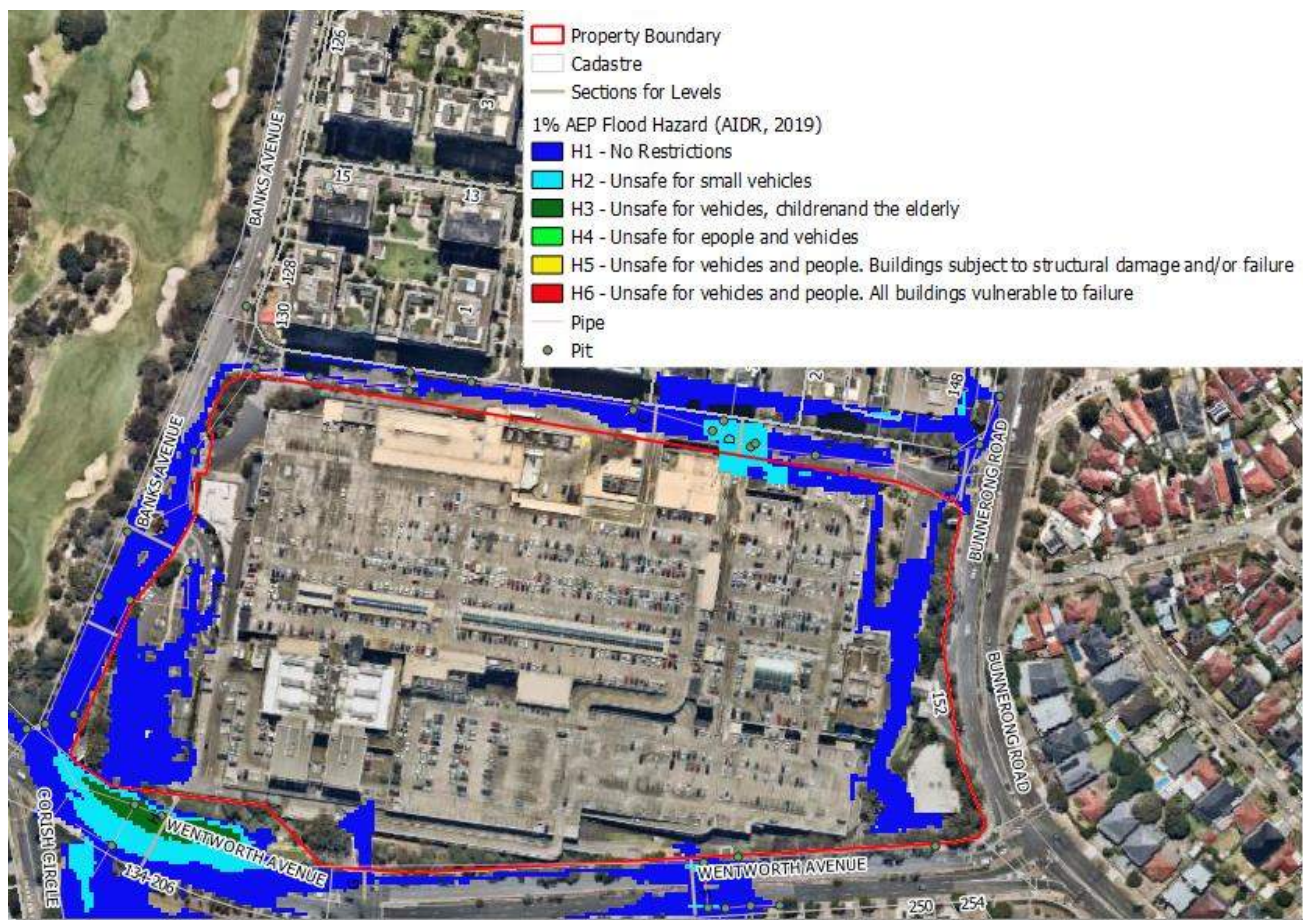 Property Boundary
Cadastre
Sections for Levels
1% AEP Flood Hazard (AIDR, 2019)
H1 - No Restrictions
H2 - Unsafe for small vehicles
H3 - Unsafe for vehicles, childrenand the elderly
H4 - Unsafe for epople and vehicles
H5 - Unsafe for vehicles and people. Buildings subject to structural damage and/or failure
H6 - Unsafe for vehicles and people. All buildings vulnerable to failure
Pipe
Pit
126
3
BANKS AVENUE
15
13
128
130
1
2
148
BUNNERONG ROAD
BANKS AVENUE
152
BUNNERONG ROAD
CORISH CIRCLE
WENTWORTH AVENUE
134-206
WENTWORTH AVENUE
250
254